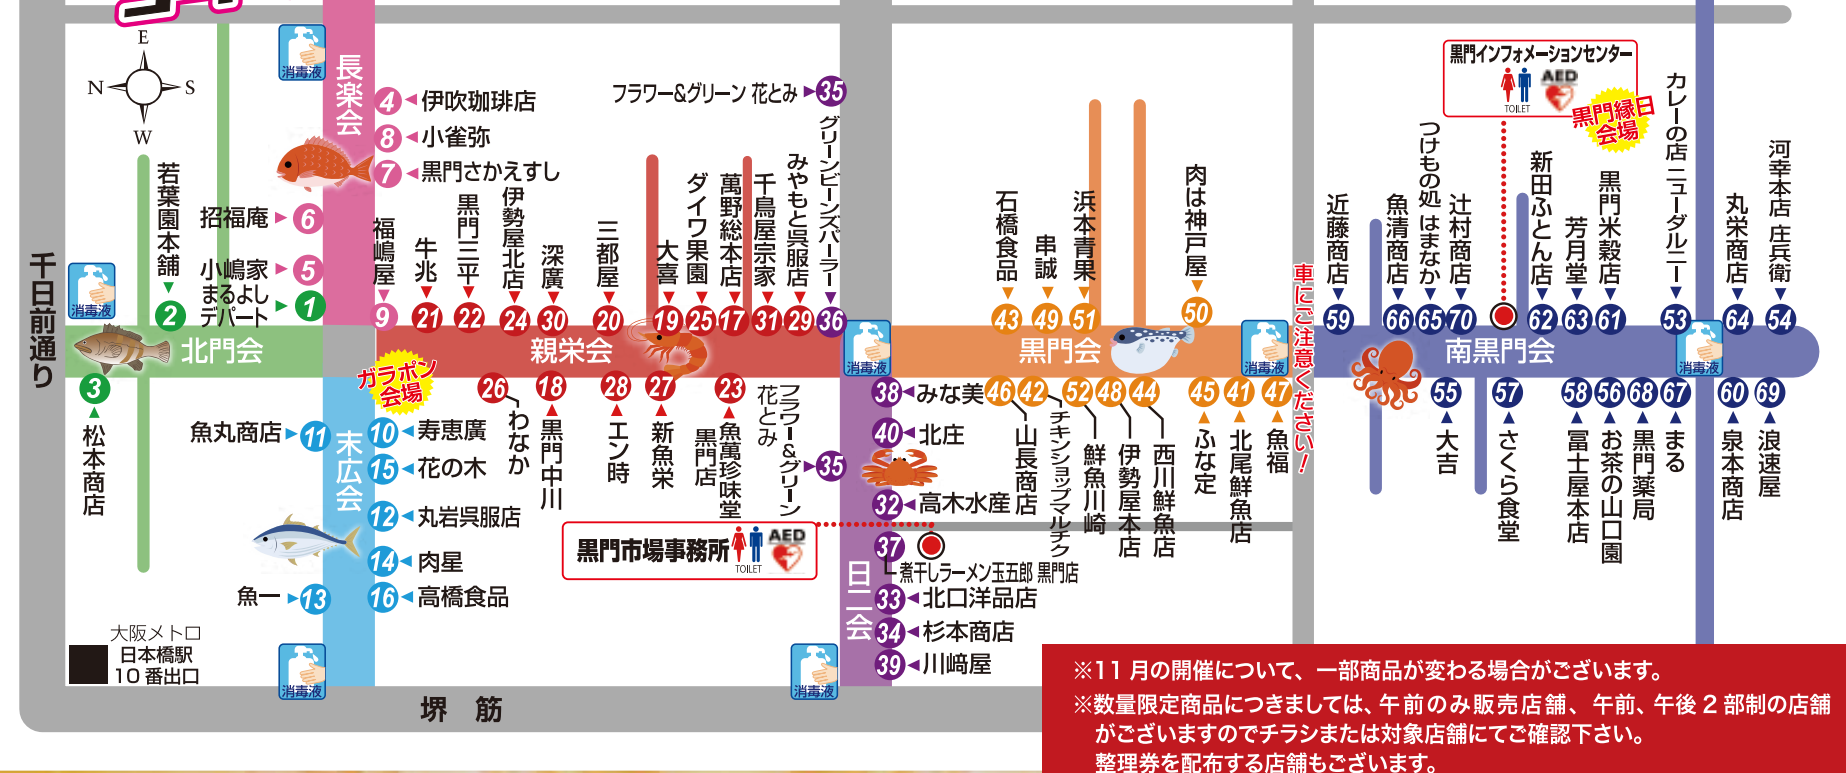 E
N
S
W
消毒液
長楽会
4 伊吹珈琲店
8 小雀弥
7 黒門さかえすし
招福庵 6
小嶋家 5
まるよし
デパート 1
若葉園本舗 2
千日前通り
消毒液
北門会
3 松本商店
福嶋屋 9
牛兆 21
黒門三平 22
伊勢屋北店 24
深廣 30
三都屋 20
大喜 19
ダイワ果園 25
萬野総本店 17
千鳥屋宗家 31
みやもと呉服店 29
グリーンビーンズパーラー 36
フラワー&グリーン 花とみ 35
親栄会
ガラポン
会場
26 わなか
18 黒門中川
28 エン時
27 新魚栄
23 魚萬珍味堂
黒門店
フラワー&グリーン
花とみ
35
魚丸商店 11
末広会
10 寿恵廣
15 花の木
12 丸岩呉服店
14 肉星
魚一 13
16 高橋食品
大阪メトロ
日本橋駅
10番出口
消毒液
堺 筋
黒門市場事務所
TOILET
AED
消毒液
消毒液
38 みな美
40 北庄
32 高木水産
37
煮干しラーメン玉五郎 黒門店
33 北口洋品店
34 杉本商店
39 川﨑屋
日二会
石橋食品 43
串誠 49
浜本青果 51
肉は神戸屋 50
黒門会
消毒液
46 山長商店
42 チキンショップマルチク
52 鮮魚川崎
48 伊勢屋本店
44 西川鮮魚店
45 ふな定
41 北尾鮮魚店
47 魚福
車にご注意ください！
黒門インフォメーションセンター
TOILET
AED
黒門縁日
会場
近藤商店 59
魚清商店 66
つけもの処 はまなか 65
辻村商店 70
新田ふとん店 62
芳月堂 63
黒門米穀店 61
カレーの店 ニューダルニー 53
丸栄商店 64
河幸本店 庄兵衛 54
南黒門会
消毒液
55 大吉
57 さくら食堂
58 冨士屋本店
56 お茶の山口園
68 黒門薬局
67 まる
60 泉本商店
69 浪速屋
※11月の開催について、一部商品が変わる場合がございます。
※数量限定商品につきましては、午前のみ販売店舗、午前、午後2部制の店舗
がございますのでチラシまたは対象店舗にてご確認下さい。
整理券を配布する店舗もございます。